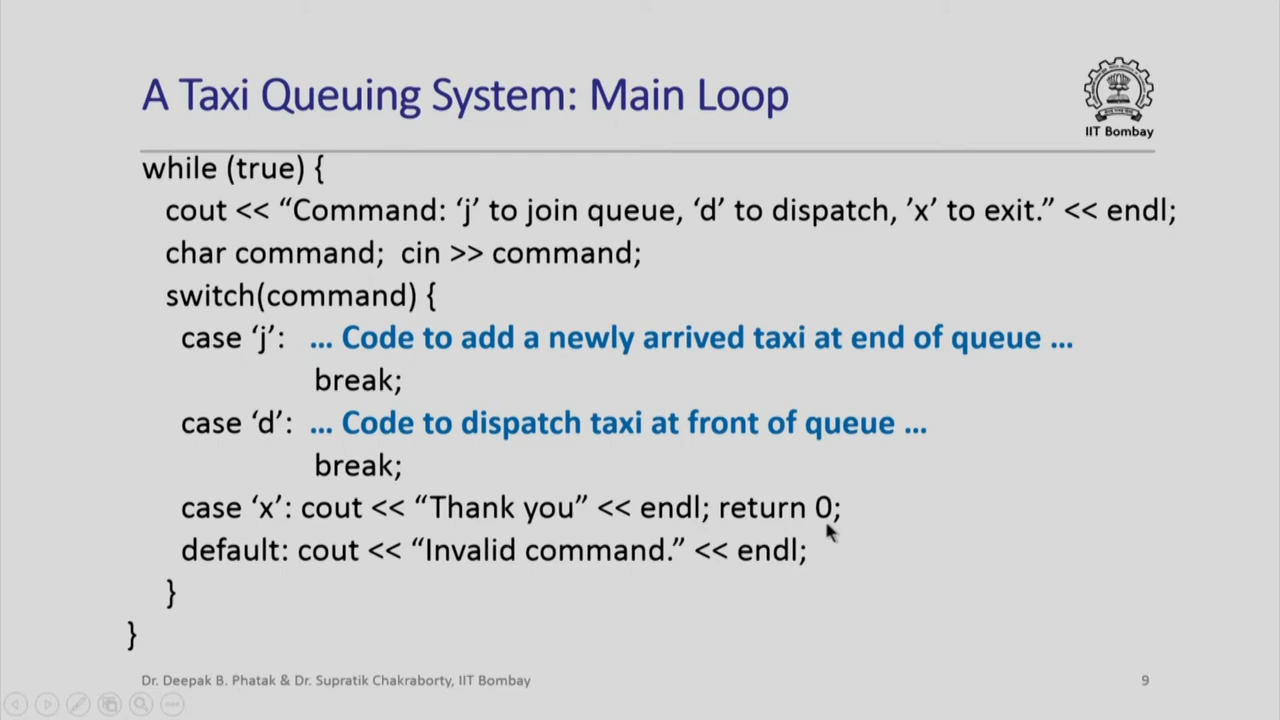 A Taxi Queuing System: Main Loop
IIT Bombay
while (true) {
cout << “Command: ‘j’ to join queue, ‘d’ to dispatch, ’x’ to exit.” << endl;
char command; cin >> command;
switch(command) {
case ‘j’: ... Code to add a newly arrived taxi at end of queue ...
break;
case ‘d’: ... Code to dispatch taxi at front of queue ...
break;
case ‘x’: cout << “Thank you” << endl; return 0;
default: cout << “Invalid command.” << endl;
}
}
Dr. Deepak B. Phatak & Dr. Supratik Chakraborty, IIT Bombay
9